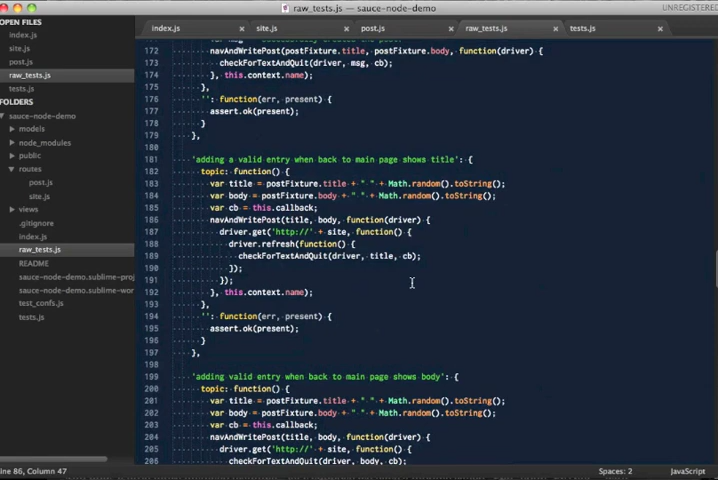 raw_tests.js — sauce-node-demo
UNREGISTERED
OPEN FILES
index.js
site.js
post.js
raw_tests.js
tests.js
FOLDERS
sauce-node-demo
models
node_modules
public
routes
post.js
site.js
views
.gitignore
index.js
raw_tests.js
README
sauce-node-demo.sublime-proj
sauce-node-demo.sublime-wor
test_confs.js
tests.js
index.js × site.js × post.js × raw_tests.js × tests.js ×
172 navAndWritePost(postFixture.title, postFixture.body, function(driver) {
173 checkForTextAndQuit(driver, msg, cb);
174 }, this.context.name);
175 },
176 '': function(err, present) {
177 assert.ok(present);
178 }
179 },
180
181 'adding a valid entry when back to main page shows title': {
182 topic: function() {
183 var title = postFixture.title + " " + Math.random().toString();
184 var body = postFixture.body + " " + Math.random().toString();
185 var cb = this.callback;
186 navAndWritePost(title, body, function(driver) {
187 driver.get('http://' + site, function() {
188 driver.refresh(function() {
189 checkForTextAndQuit(driver, title, cb);
190 });
191 });
192 }, this.context.name);
193 },
194 '': function(err, present) {
195 assert.ok(present);
196 }
197 },
198
199 'adding valid entry when back to main page shows body': {
200 topic: function() {
201 var title = postFixture.title + " " + Math.random().toString();
202 var body = postFixture.body + " " + Math.random().toString();
203 var cb = this.callback;
204 navAndWritePost(title, body, function(driver) {
205 driver.get('http://' + site, function() {
206 checkForTextAndQuit(driver, body, cb);
ine 86, Column 47
Spaces: 2
JavaScript